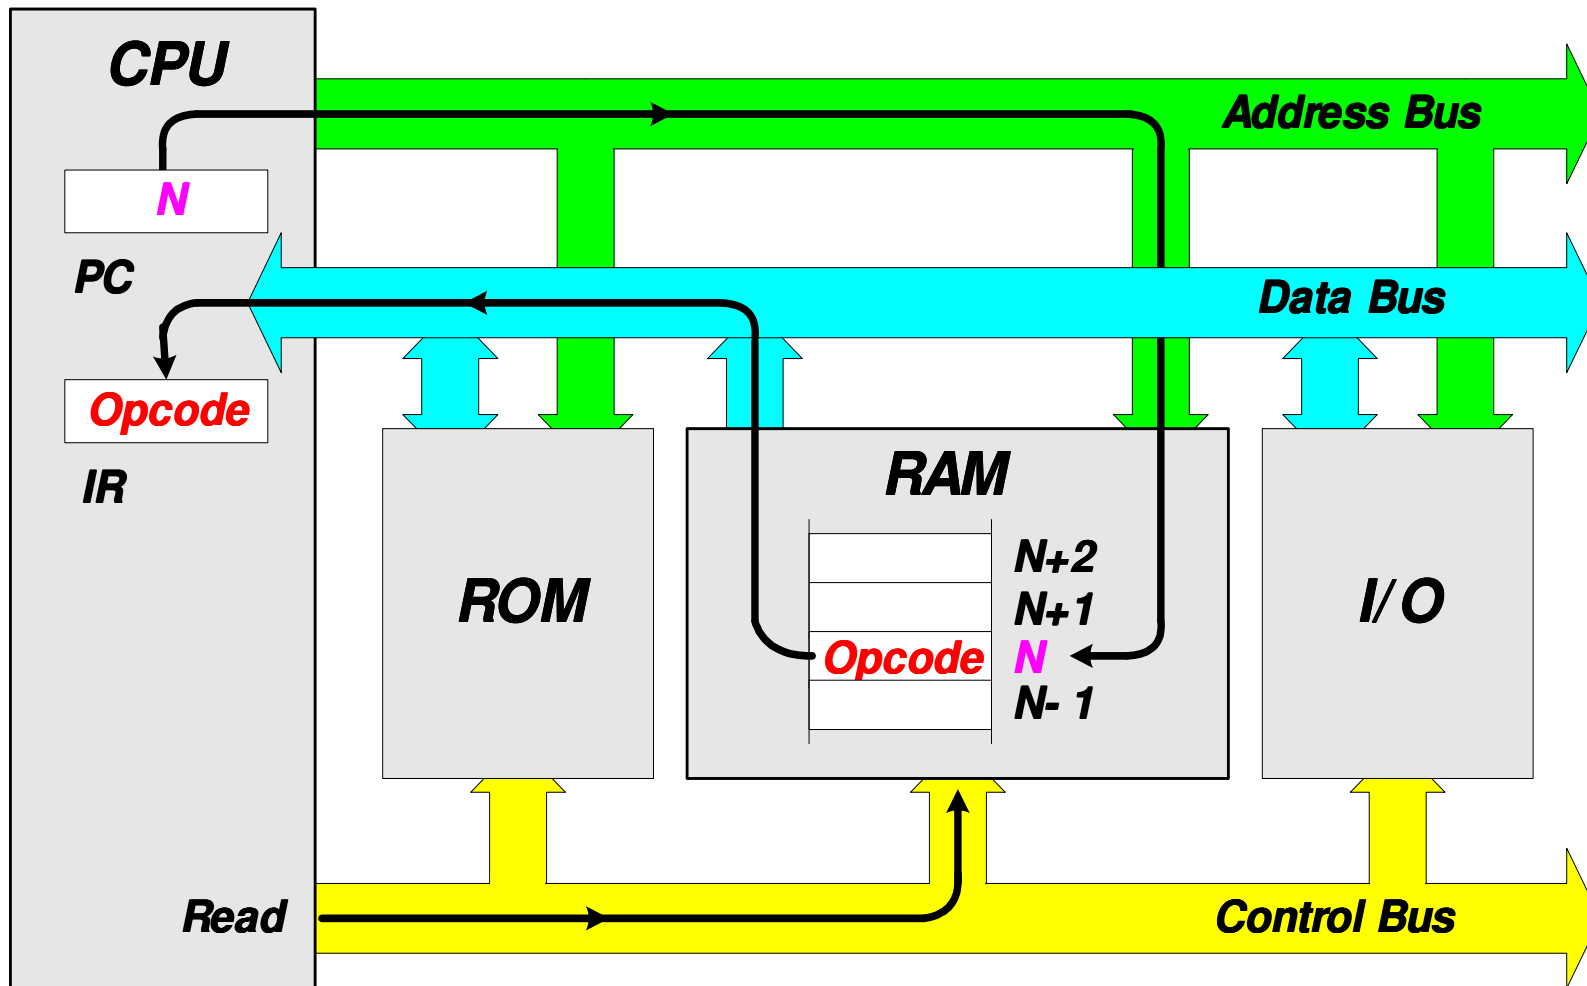 CPU
Address Bus
N
PC
Data Bus
Opcode
IR
RAM
N+2
ROM
N+1
I/O
Opcode N
N-1
Read
Control Bus